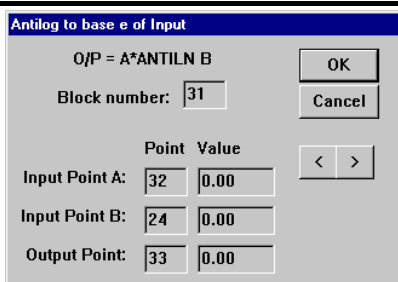 Antilog to base e of Input
O/P = A*ANTILN B
OK
Block number: 31
Cancel
Point Value
< >
Input Point A: 32 0.00
Input Point B: 24 0.00
Output Point: 33 0.00